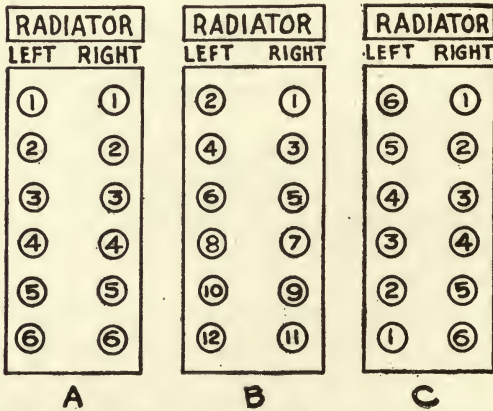 RADIATOR RADIATOR RADIATOR
LEFT RIGHT LEFT RIGHT LEFT RIGHT
1 1 2 1 6 1
2 2 4 3 5 2
3 3 6 5 4 3
4 4 8 7 3 4
5 5 10 9 2 5
6 6 12 11 1 6
A B C